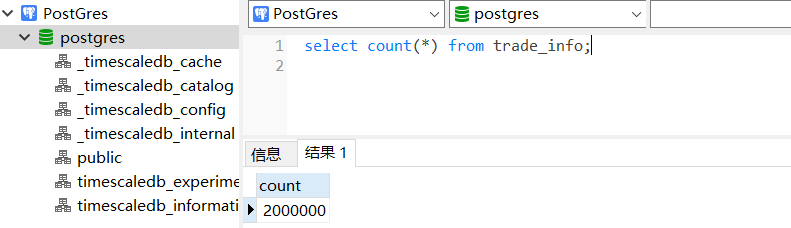 PostGres
postgres
_timescaledb_cache
_timescaledb_catalog
_timescaledb_config
_timescaledb_internal
public
timescaledb_experime
timescaledb_informati
PostGres
postgres
1 select count(*) from trade_info;
2
信息
结果 1
count
2000000